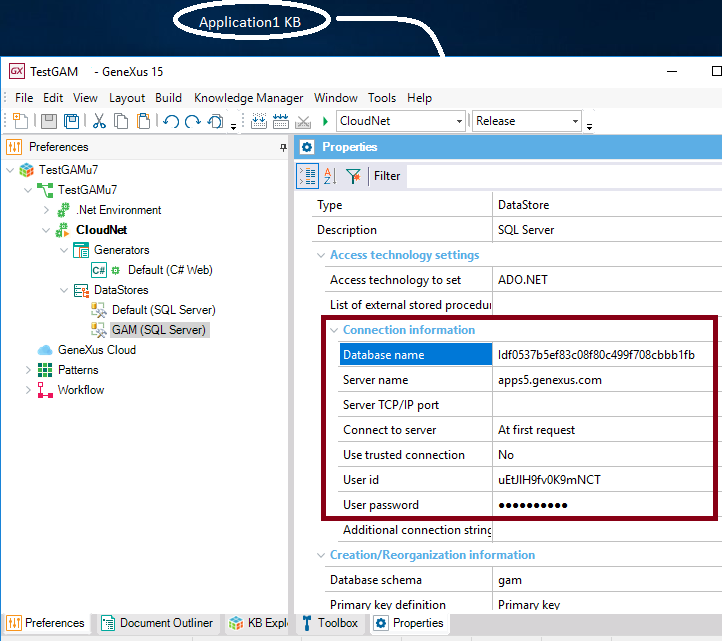 Application1 KB
GX TestGAM - GeneXus 15
File Edit View Layout Build Knowledge Manager Window Tools Help
CloudNet Release
Preferences
TestGAMu7
TestGAMu7
.Net Environment
CloudNet
Generators
C# Default (C# Web)
DataStores
Default (SQL Server)
GAM (SQL Server)
GeneXus Cloud
Patterns
Workflow
Properties
Filter
Type DataStore
Description SQL Server
Access technology settings
Access technology to set ADO.NET
List of external stored procedur
Connection information
Database name Idf0537b5ef83c08f80c499f708cbbb1fb
Server name apps5.genexus.com
Server TCP/IP port
Connect to server At first request
Use trusted connection No
User id uEtJIH9fv0K9mNCT
User password ●●●●●●●●●●
Additional connection string
Creation/Reorganization information
Database schema gam
Primary key definition Primary key
Preferences Document Outliner KB Expl Toolbox Properties